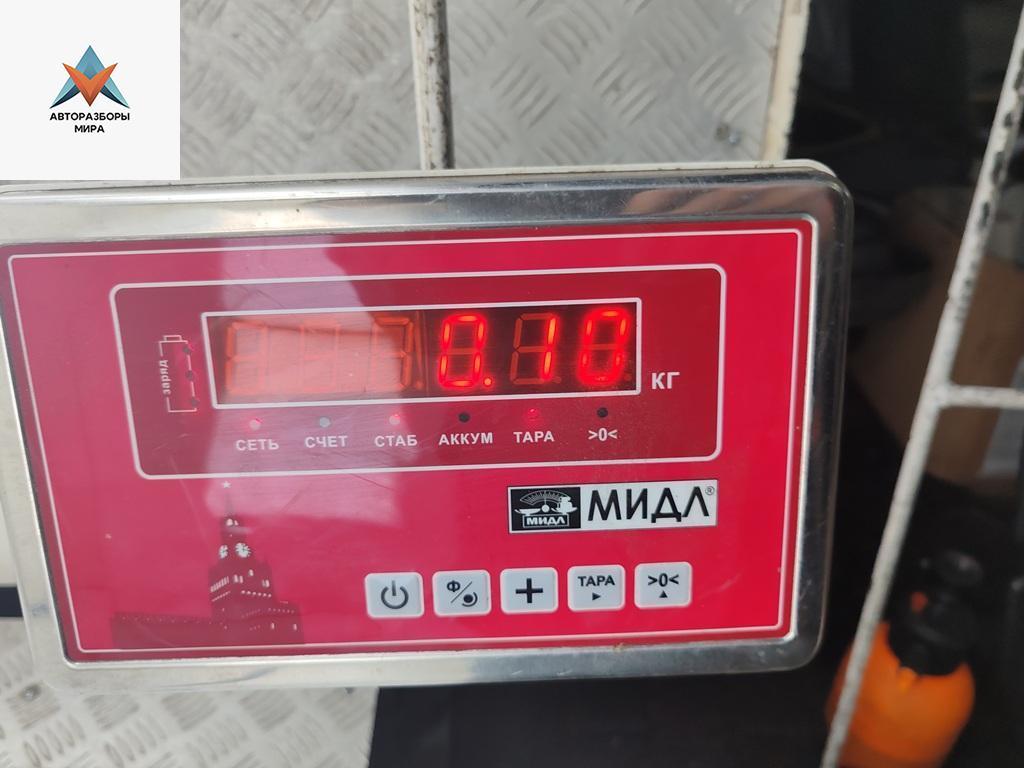 АВТОРАЗБОРЫ
МИРА
заряд
0.10
КГ
СЕТЬ СЧЕТ СТАБ АККУМ ТАРА >0<
МИДЛ МИДЛ®
Ф/ + ТАРА >0<